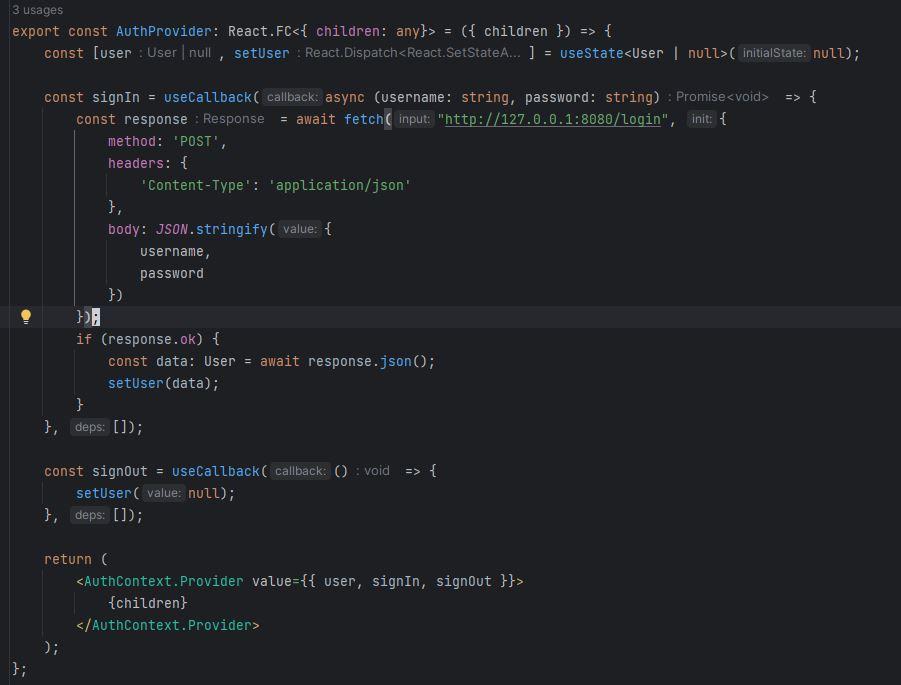 3 usages
export const AuthProvider: React.FC<{ children: any}> = ({ children }) => {
    const [user : User | null , setUser : React.Dispatch<React.SetStateA... ] = useState<User | null>( initialState: null);

    const signIn = useCallback( callback: async (username: string, password: string) : Promise<void>  => {
        const response : Response  = await fetch( input: "http://127.0.0.1:8080/login", init: {
            method: 'POST',
            headers: {
                'Content-Type': 'application/json'
            },
            body: JSON.stringify( value: {
                username,
                password
            })
        });
        if (response.ok) {
            const data: User = await response.json();
            setUser(data);
        }
    }, deps: []);

    const signOut = useCallback( callback: () : void  => {
        setUser( value: null);
    }, deps: []);

    return (
        <AuthContext.Provider value={{ user, signIn, signOut }}>
            {children}
        </AuthContext.Provider>
    );
};